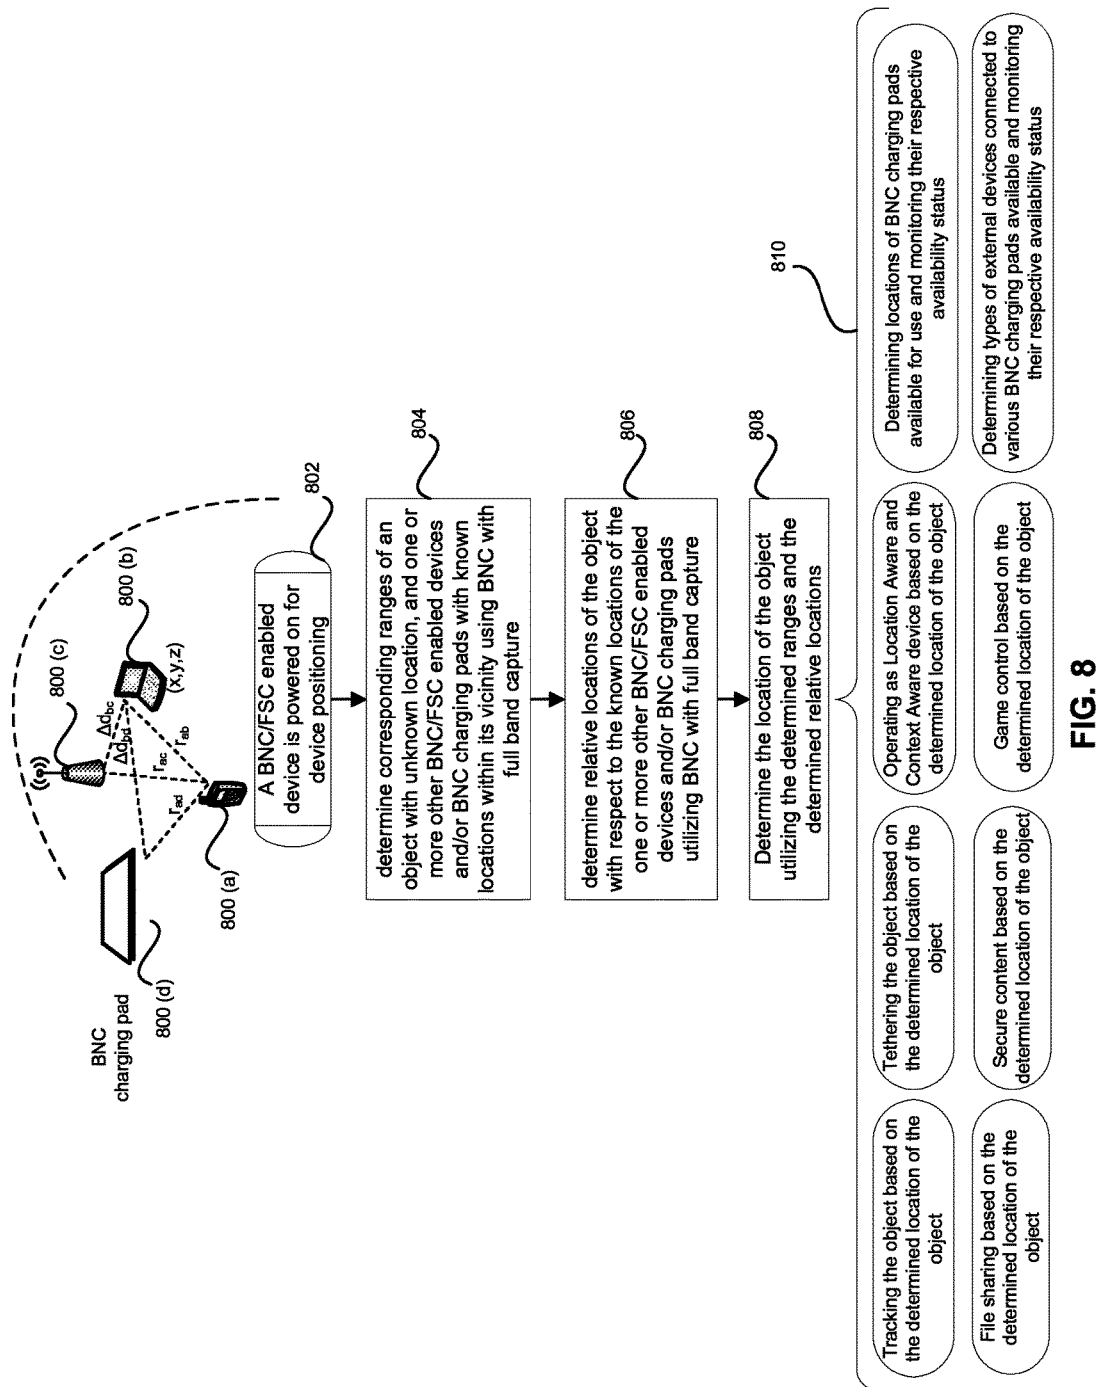 BNC
charging pad
800 (d)
800 (c)
800 (b)
(x,y,z)
Δd_bc
Δd_bd
r_ab
r_ac
r_ad
800 (a)
802
A BNC/FSC enabled
device is powered on for
device positioning
804
determine corresponding ranges of an
object with unknown location, and one or
more other BNC/FSC enabled devices
and/or BNC charging pads with known
locations within its vicinity using BNC with
full band capture
806
determine relative locations of the object
with respect to the known locations of the
one or more other BNC/FSC enabled
devices and/or BNC charging pads
utilizing BNC with full band capture
808
Determine the location of the object
utilizing the determined ranges and the
determined relative locations
810
Tracking the object based on
the determined location of the
object
Tethering the object based on
the determined location of the
object
Operating as Location Aware and
Context Aware device based on the
determined location of the object
Determining locations of BNC charging pads
available for use and monitoring their respective
availability status
File sharing based on the
determined location of the
object
Secure content based on the
determined location of the object
Game control based on the
determined location of the object
Determining types of external devices connected to
various BNC charging pads available and monitoring
their respective availability status
FIG. 8